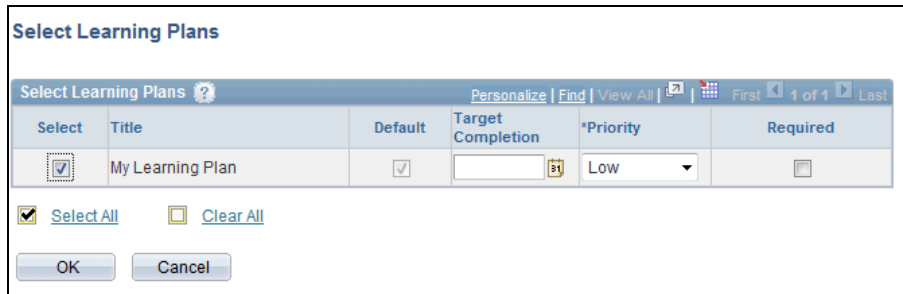 Select Learning Plans
Select Learning Plans ? Personalize | Find | View All | | First 1 of 1 Last
Select Title Default Target Completion *Priority Required
My Learning Plan 31 Low
Select All Clear All
OK Cancel